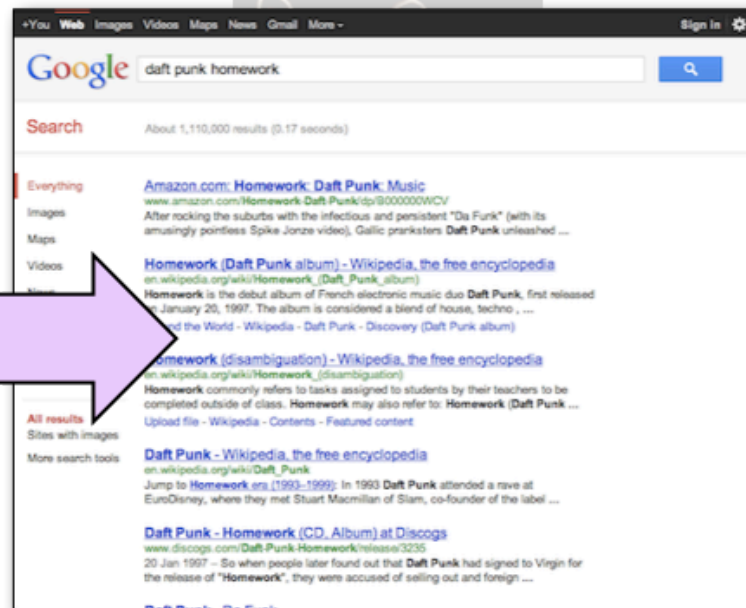 +You Web Images Videos Maps News Gmail More
Sign in
Google
daft punk homework
Search
About 1,110,000 results (0.17 seconds)
Everything
Images
Maps
Videos
News
All results
Sites with images
More search tools
Amazon.com: Homework: Daft Punk: Music
www.amazon.com/Homework-Daft-Punk/dp/B000000WCV
After rocking the suburbs with the infectious and persistent "Da Funk" (with its
amusingly pointless Spike Jonze video), Gallic pranksters Daft Punk unleashed ...
Homework (Daft Punk album) - Wikipedia, the free encyclopedia
en.wikipedia.org/wiki/Homework_(Daft_Punk_album)
Homework is the debut album of French electronic music duo Daft Punk, first released
on January 20, 1997. The album is considered a blend of house, techno , ...
the World - Wikipedia - Daft Punk - Discovery (Daft Punk album)
Homework (disambiguation) - Wikipedia, the free encyclopedia
en.wikipedia.org/wiki/Homework_(disambiguation)
Homework commonly refers to tasks assigned to students by their teachers to be
completed outside of class. Homework may also refer to: Homework (Daft Punk ...
Upload file - Wikipedia - Contents - Featured content
Daft Punk - Wikipedia, the free encyclopedia
en.wikipedia.org/wiki/Daft_Punk
Jump to Homework era (1993–1999): In 1993 Daft Punk attended a rave at
EuroDisney, where they met Stuart Macmillan of Slam, co-founder of the label ...
Daft Punk - Homework (CD, Album) at Discogs
www.discogs.com/Daft-Punk-Homework/release/3235
20 Jan 1997 – So when people later found out that Daft Punk had signed to Virgin for
the release of "Homework", they were accused of selling out and foreign ...